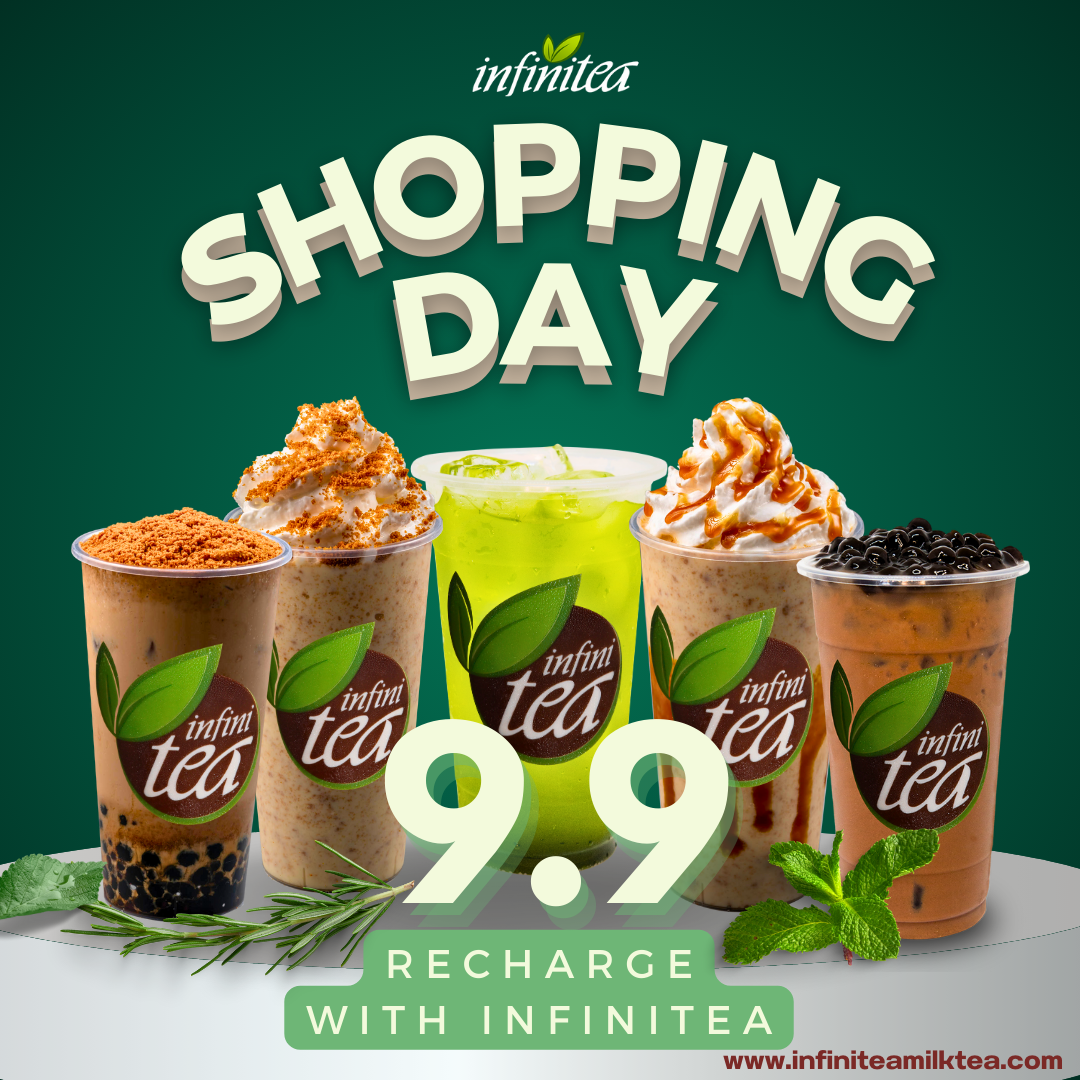 infinitea
SHOPPING
DAY
infini
tea
infini
tea
infini
tea
infini
tea
infini
tea
9.9
RECHARGE
WITH INFINITEA
www.infiniteamilktea.com